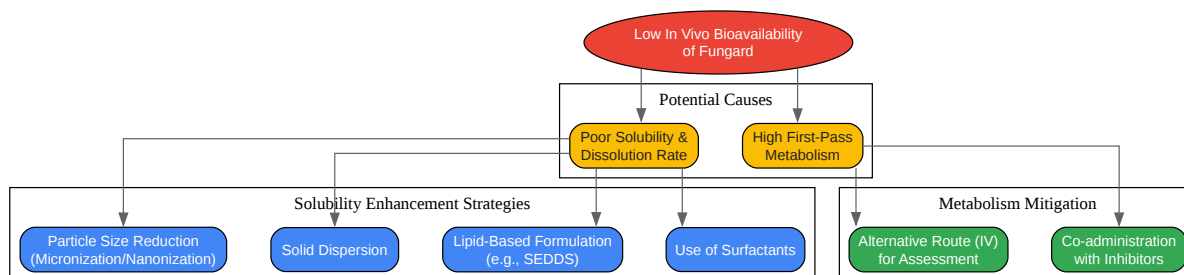 Low In Vivo Bioavailability
of Fungard
Potential Causes
Poor Solubility &
Dissolution Rate
High First-Pass
Metabolism
Solubility Enhancement Strategies
Metabolism Mitigation
Particle Size Reduction
(Micronization/Nanonization)
Solid Dispersion
Lipid-Based Formulation
(e.g., SEDDS)
Use of Surfactants
Alternative Route (IV)
for Assessment
Co-administration
with Inhibitors